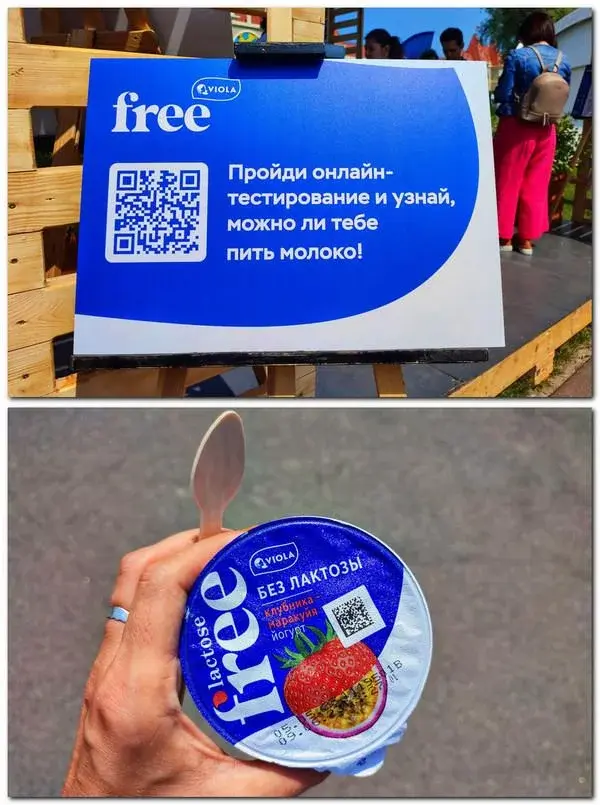 VIOLA
free
Пройди онлайн-
тестирование и узнай,
можно ли тебе
пить молоко!
VIOLA
БЕЗ ЛАКТОЗЫ
Клубника-
маракуйя
йогурт
lactose
free